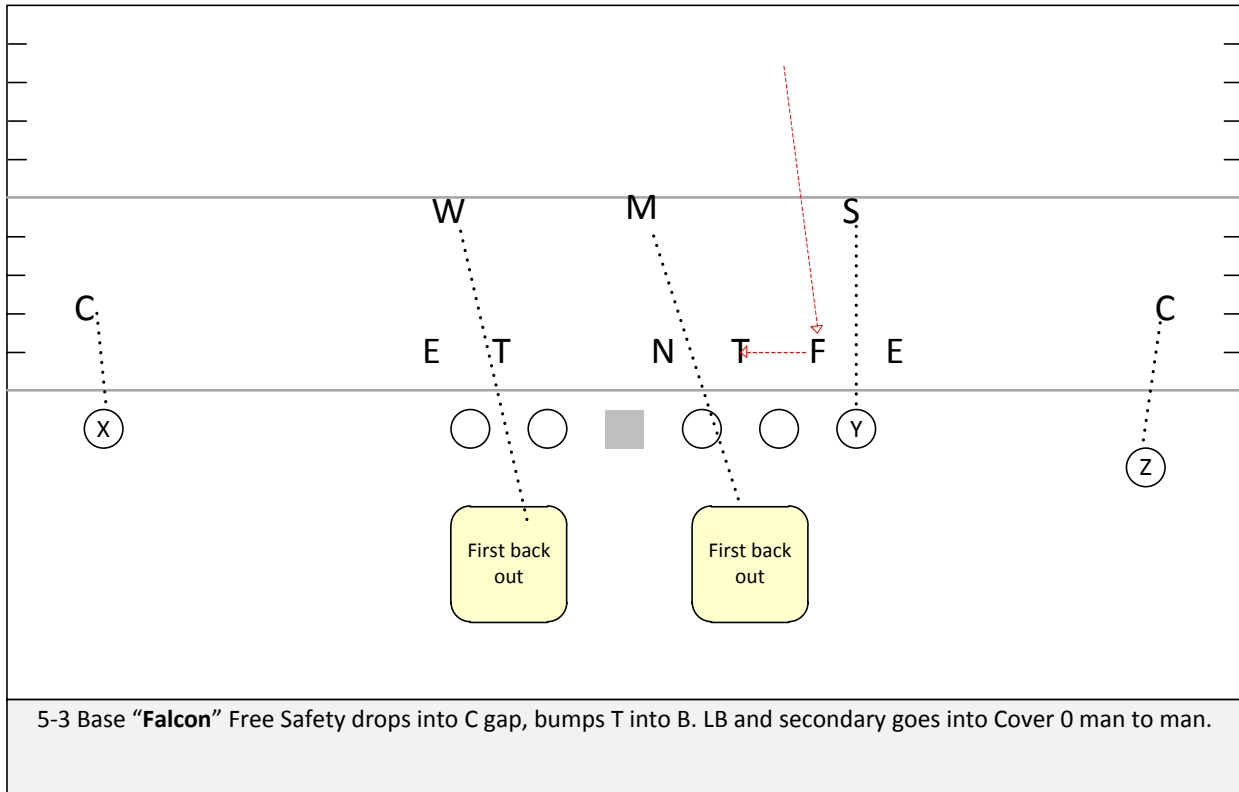 W M S
C C
E T N T F E
X Y
Z
First back
out
First back
out
5-3 Base “Falcon” Free Safety drops into C gap, bumps T into B. LB and secondary goes into Cover 0 man to man.